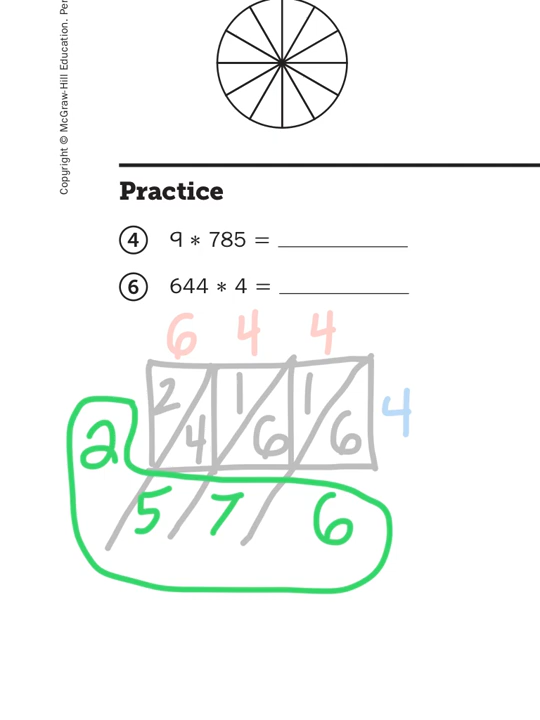 Copyright © McGraw-Hill Education. Per
Practice
4 9 * 785 =
6 644 * 4 =
6 4 4
2 1 1 4
4 6 6
2
5 7 6